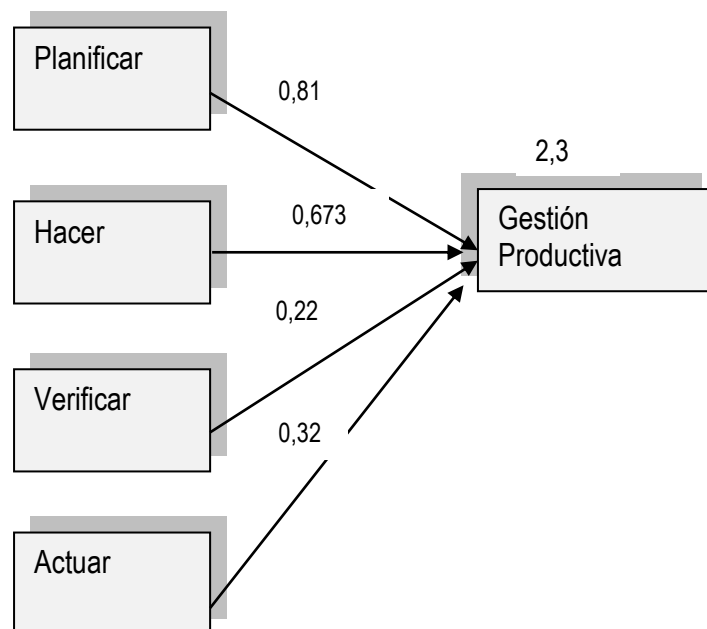 Planificar
0,81
2,3
Hacer
0,673
Gestión
Productiva
0,22
Verificar
0,32
Actuar